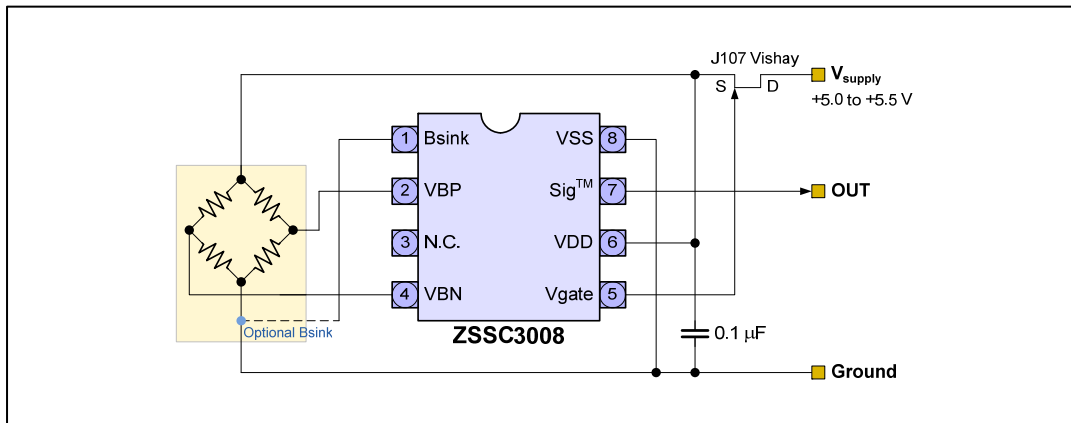 J107 Vishay
S D
Vsupply
+5.0 to +5.5 V
1 Bsink VSS 8
2 VBP Sig™ 7 OUT
3 N.C. VDD 6
4 VBN Vgate 5
Optional Bsink
ZSSC3008
0.1 μF
Ground